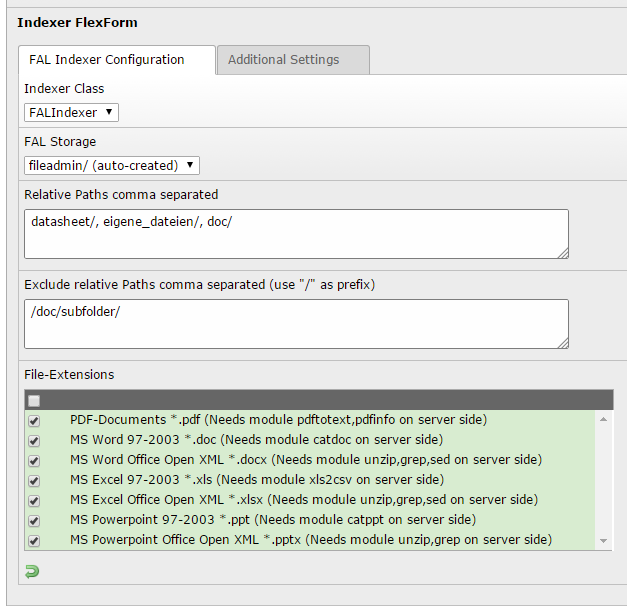 Indexer FlexForm
FAL Indexer Configuration
Additional Settings
Indexer Class
FALIndexer
FAL Storage
fileadmin/ (auto-created)
Relative Paths comma separated
datasheet/, eigene_dateien/, doc/
Exclude relative Paths comma separated (use "/" as prefix)
/doc/subfolder/
File-Extensions
PDF-Documents *.pdf (Needs module pdftotext,pdfinfo on server side)
MS Word 97-2003 *.doc (Needs module catdoc on server side)
MS Word Office Open XML *.docx (Needs module unzip,grep,sed on server side)
MS Excel 97-2003 *.xls (Needs module xls2csv on server side)
MS Excel Office Open XML *.xlsx (Needs module unzip,grep,sed on server side)
MS Powerpoint 97-2003 *.ppt (Needs module catppt on server side)
MS Powerpoint Office Open XML *.pptx (Needs module unzip,grep on server side)